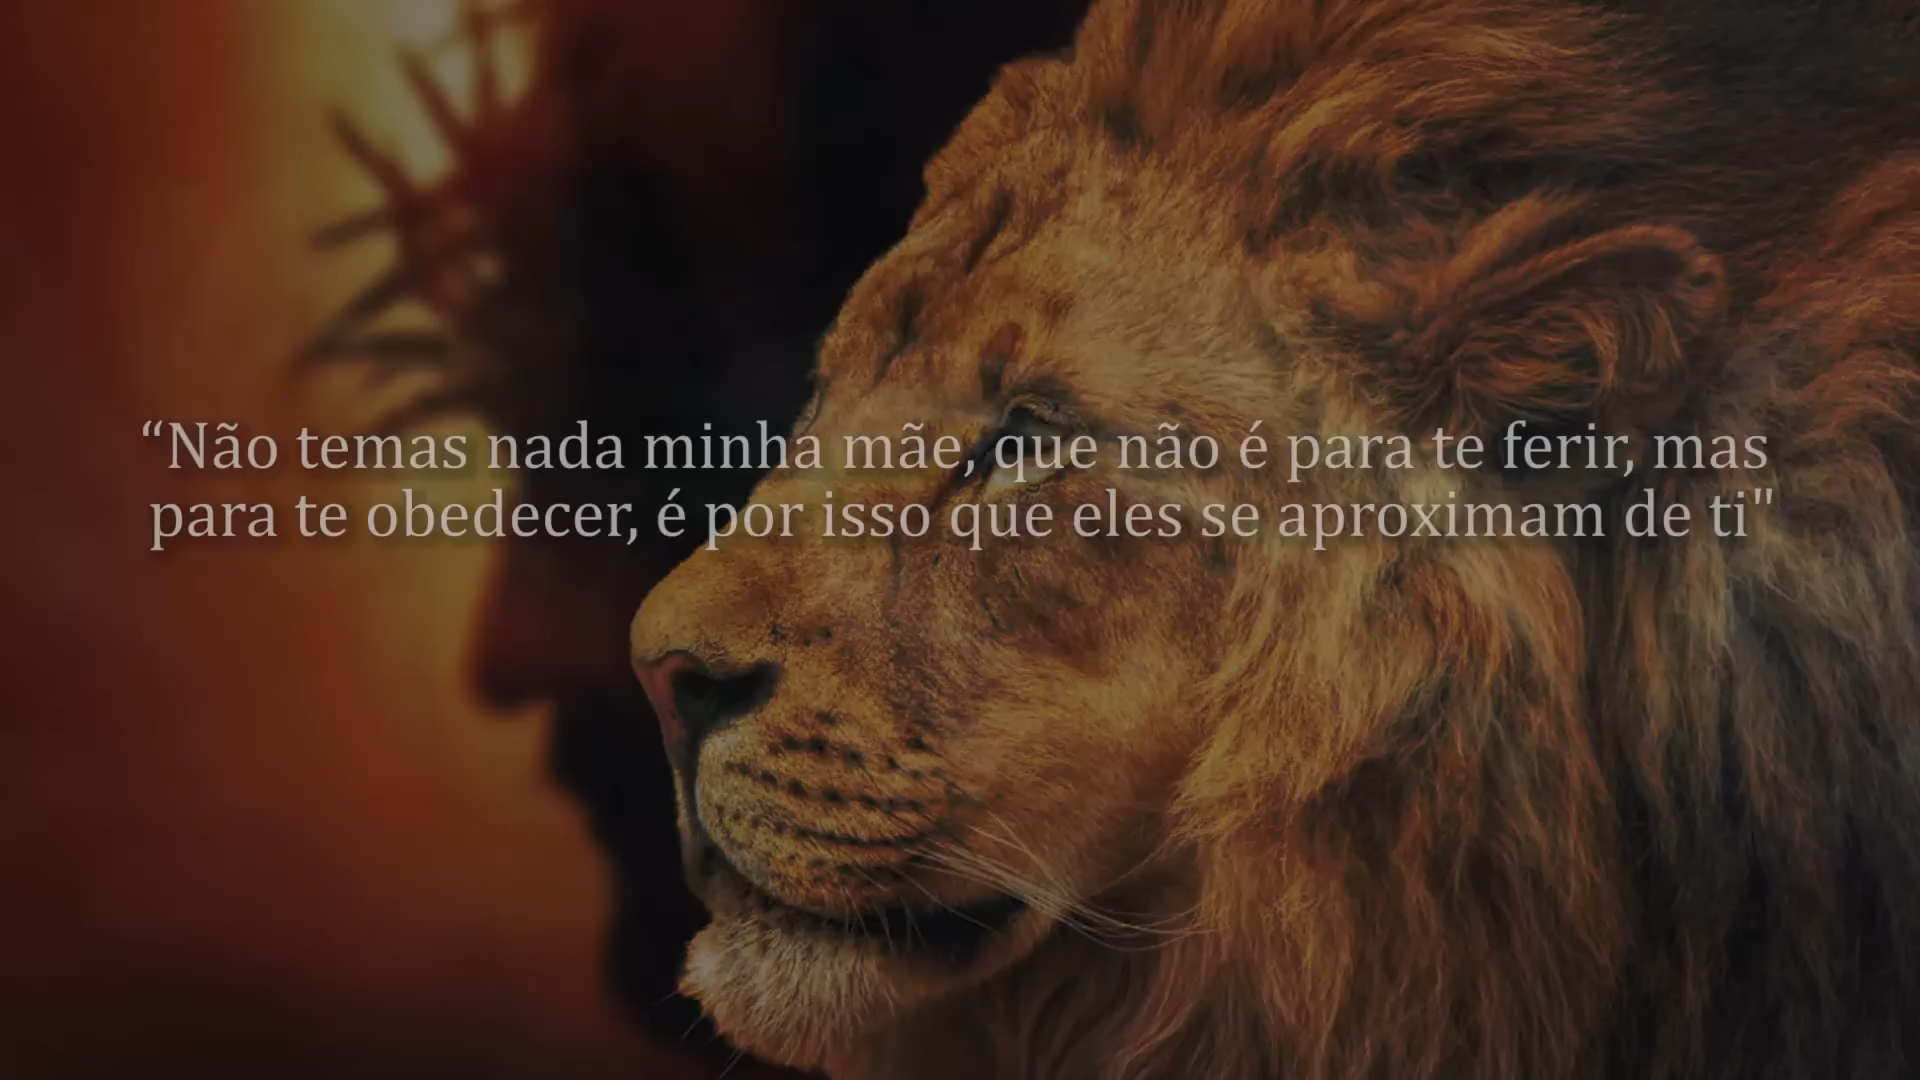 “Não temas nada minha mãe, que não é para te ferir, mas
para te obedecer, é por isso que eles se aproximam de ti"